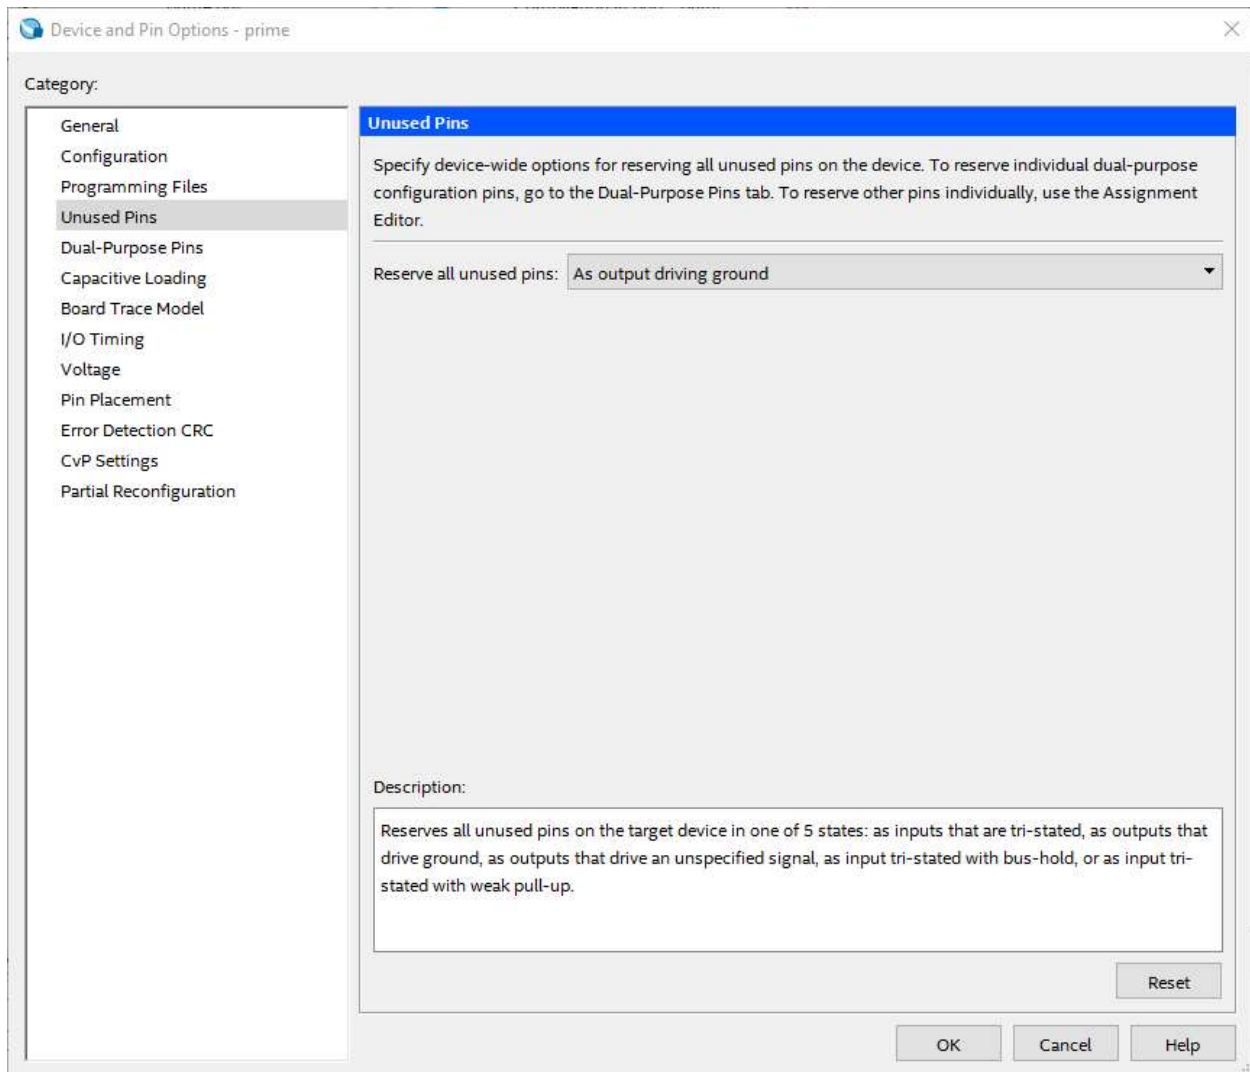 Device and Pin Options - prime
Category:
General
Configuration
Programming Files
Unused Pins
Dual-Purpose Pins
Capacitive Loading
Board Trace Model
I/O Timing
Voltage
Pin Placement
Error Detection CRC
CvP Settings
Partial Reconfiguration
Unused Pins
Specify device-wide options for reserving all unused pins on the device. To reserve individual dual-purpose
configuration pins, go to the Dual-Purpose Pins tab. To reserve other pins individually, use the Assignment
Editor.
Reserve all unused pins: As output driving ground
Description:
Reserves all unused pins on the target device in one of 5 states: as inputs that are tri-stated, as outputs that
drive ground, as outputs that drive an unspecified signal, as input tri-stated with bus-hold, or as input tri-
stated with weak pull-up.
Reset
OK Cancel Help